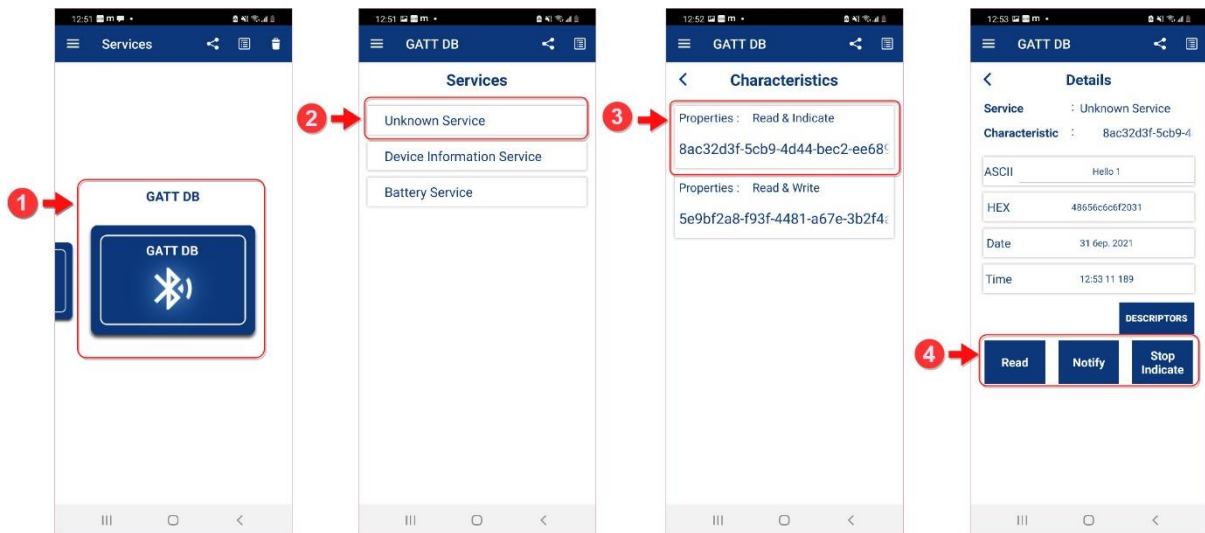 12:51
Services
1
GATT DB
GATT DB
12:51
GATT DB
Services
2
Unknown Service
Device Information Service
Battery Service
12:52
GATT DB
Characteristics
3
Properties : Read & Indicate
8ac32d3f-5cb9-4d44-bec2-ee689
Properties : Read & Write
5e9bf2a8-f93f-4481-a67e-3b2f4a
12:53
GATT DB
Details
Service : Unknown Service
Characteristic : 8ac32d3f-5cb9-4
ASCII Hello 1
HEX 48656c6c6f2031
Date 31 бер. 2021
Time 12:53 11 189
DESCRIPTORS
4
Read Notify Stop Indicate